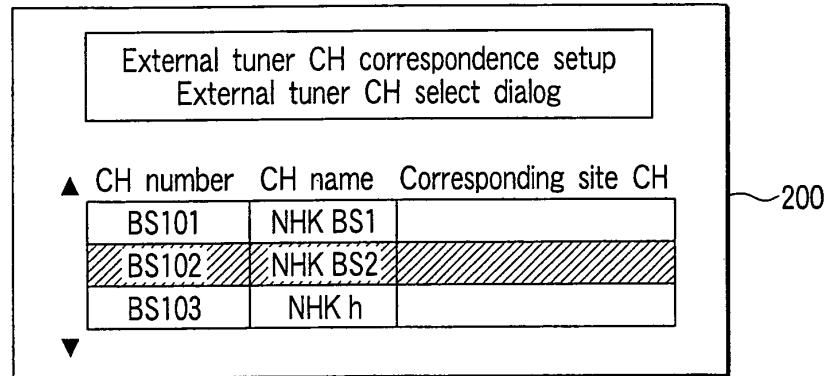 External tuner CH correspondence setup
External tuner CH select dialog
▲ CH number CH name Corresponding site CH
BS101 NHK BS1
BS102 NHK BS2
BS103 NHK h
▼
200